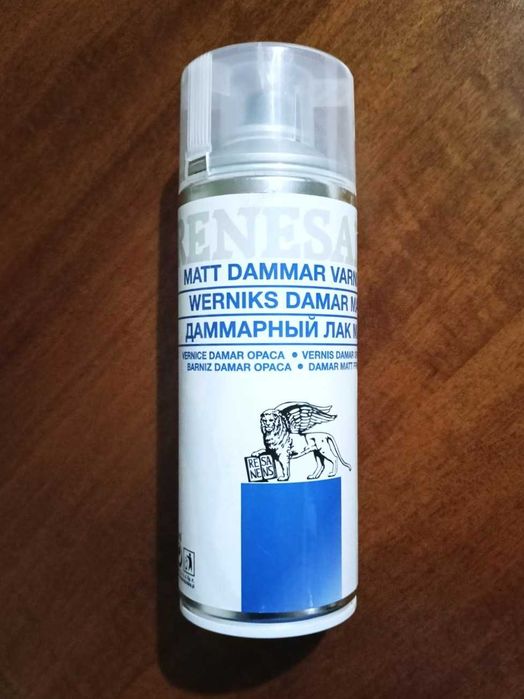 RENESA
MATT DAMMAR VARN
WERNIKS DAMAR MA
ДАММАРНЫЙ ЛАК М
VERNICE DAMAR OPACA • VERNIS DAMAR
BARNIZ DAMAR OPACA • DAMAR MATT
RE SA
NE NS